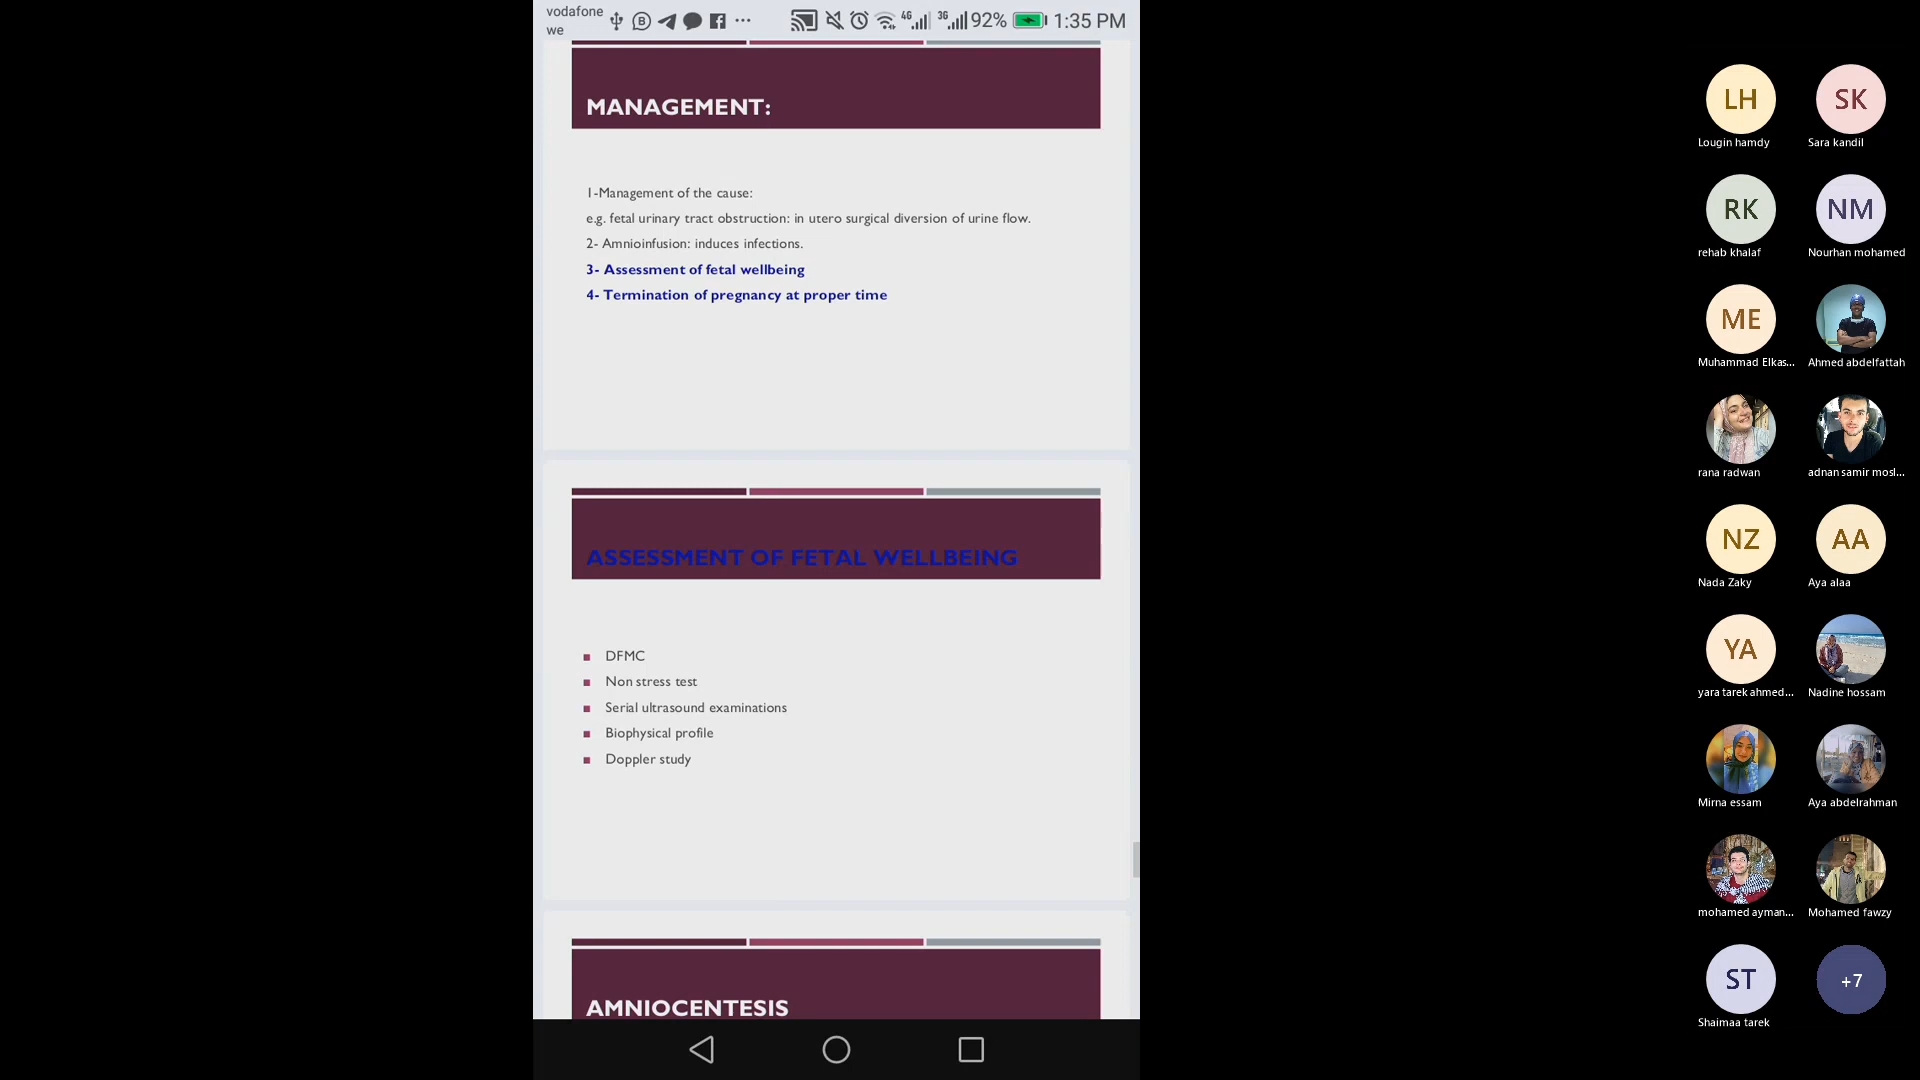 vodafone
we
4G 3G 92% 1:35 PM
MANAGEMENT:
1-Management of the cause:
e.g. fetal urinary tract obstruction: in utero surgical diversion of urine flow.
2- Amnioinfusion: induces infections.
3- Assessment of fetal wellbeing
4- Termination of pregnancy at proper time
ASSESSMENT OF FETAL WELLBEING
DFMC
Non stress test
Serial ultrasound examinations
Biophysical profile
Doppler study
AMNIOCENTESIS
LH SK
Lougin hamdy Sara kandil
RK NM
rehab khalaf Nourhan mohamed
ME
Muhammad Elkas... Ahmed abdelfattah
rana radwan adnan samir mosl...
NZ AA
Nada Zaky Aya alaa
YA
yara tarek ahmed... Nadine hossam
Mirna essam Aya abdelrahman
mohamed ayman... Mohamed fawzy
ST +7
Shaimaa tarek